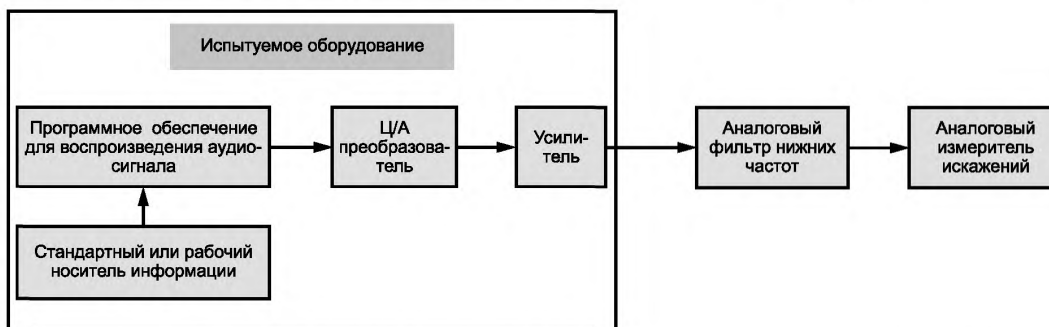 Испытуемое оборудование
Программное обеспечение
для воспроизведения аудио-
сигнала
Ц/А
преобразова-
тель
Усили-
тель
Аналоговый
фильтр нижних
частот
Аналоговый
измеритель
искажений
Стандартный или рабочий
носитель информации